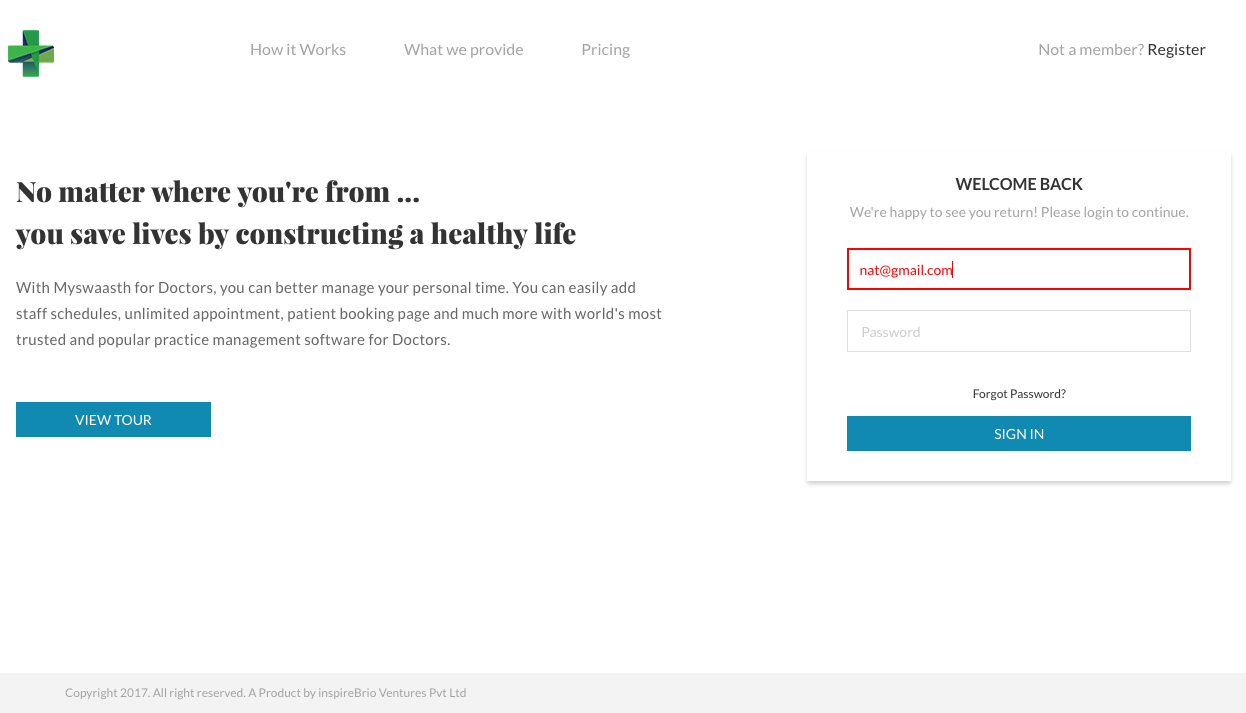 How it Works
What we provide
Pricing
Not a member? Register
No matter where you're from ...
you save lives by constructing a healthy life
With Myswaasth for Doctors, you can better manage your personal time. You can easily add
staff schedules, unlimited appointment, patient booking page and much more with world's most
trusted and popular practice management software for Doctors.
VIEW TOUR
WELCOME BACK
We're happy to see you return! Please login to continue.
nat@gmail.com
Password
Forgot Password?
SIGN IN
Copyright 2017. All right reserved. A Product by inspireBrio Ventures Pvt Ltd